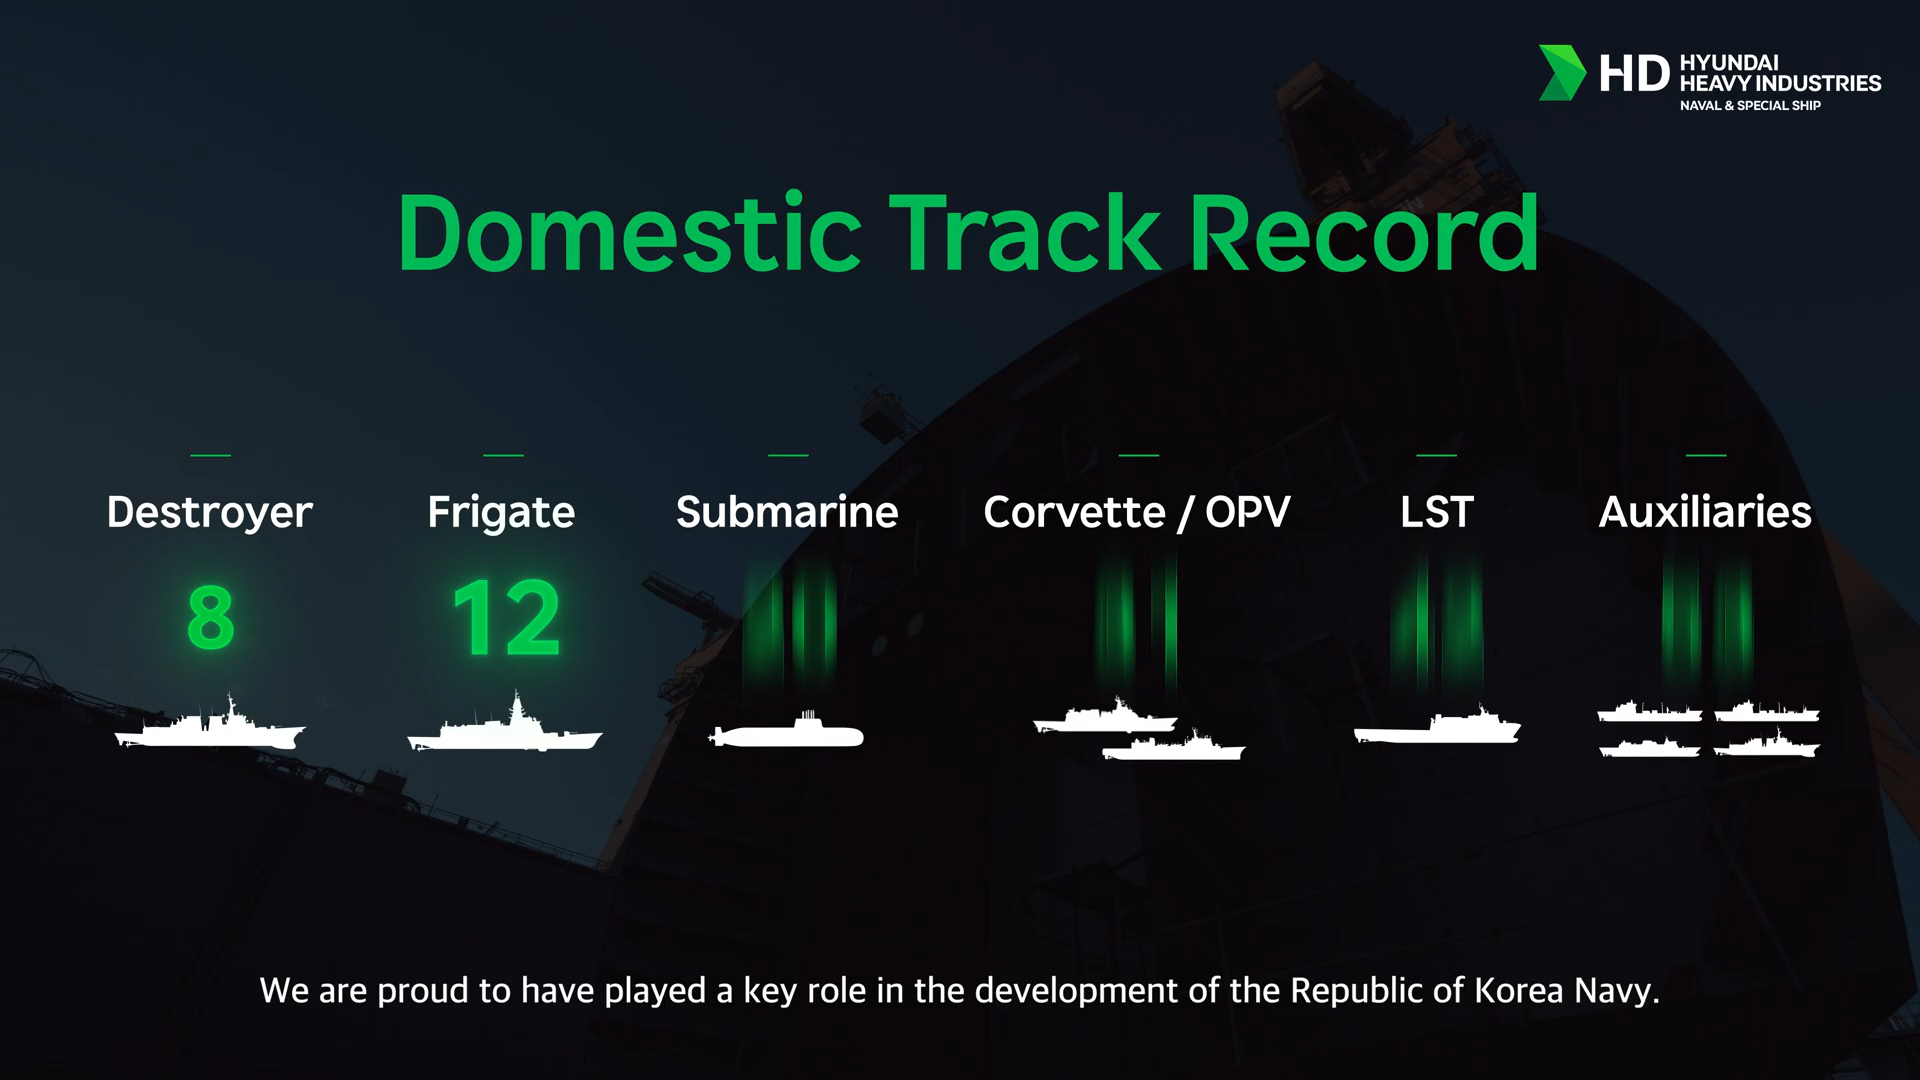 HD HYUNDAI
HEAVY INDUSTRIES
NAVAL & SPECIAL SHIP
Domestic Track Record
Destroyer
Frigate
Submarine
Corvette / OPV
LST
Auxiliaries
8
12
We are proud to have played a key role in the development of the Republic of Korea Navy.